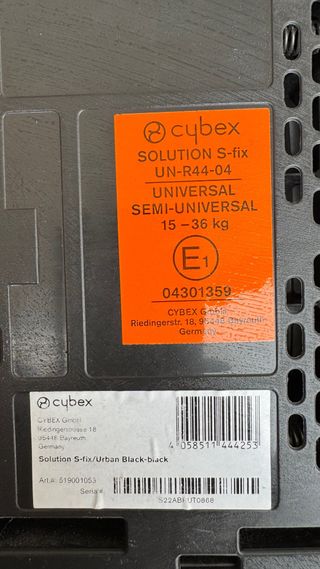 cybex
SOLUTION S-fix
UN-R44-04
UNIVERSAL
SEMI-UNIVERSAL
15 – 36 kg
E1
04301359
CYBEX GmbH
Riedingerstr. 18, 95448 Bayreuth
Germany
cybex
CYBEX GmbH
Riedingerstrasse 18
95448 Bayreuth
Germany
4 058511 444253
Solution S-fix/Urban Black-black
Art.#: 519001053
Serial#: